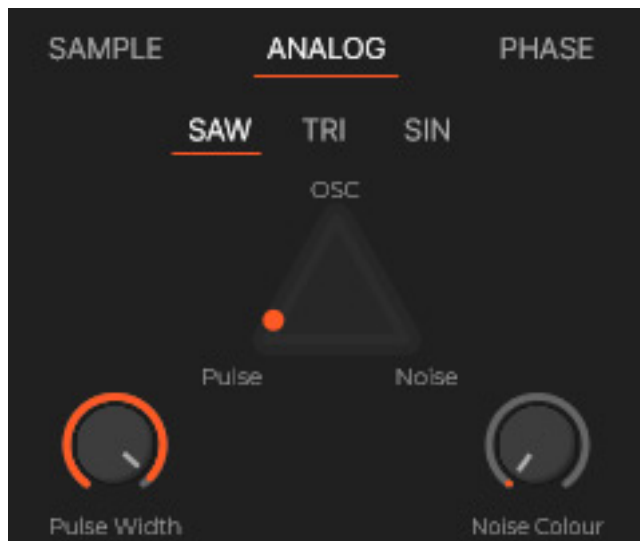 SAMPLE ANALOG PHASE
SAW TRI SIN
OSC
Pulse Noise
Pulse Width Noise Colour